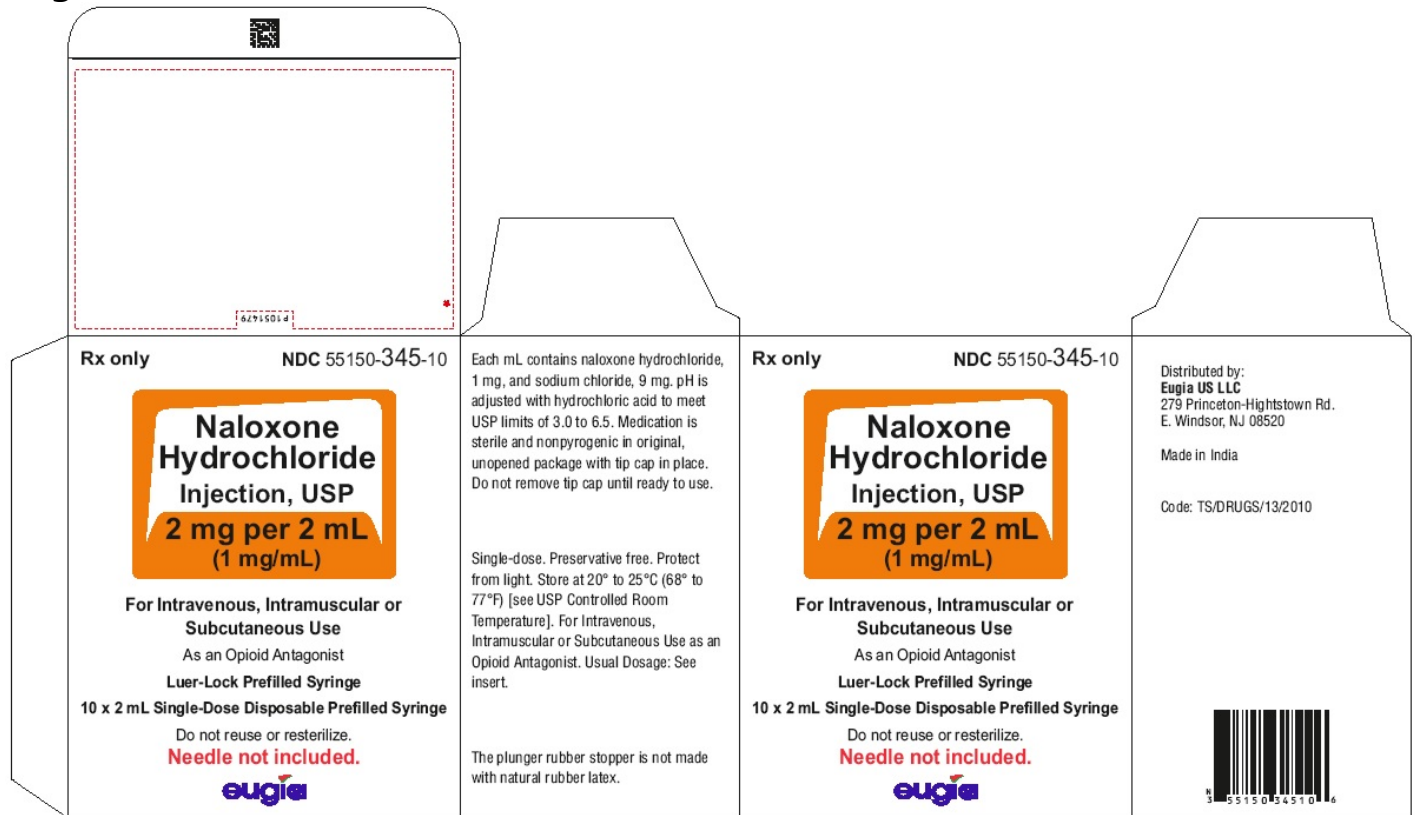 P1051479
Rx only
NDC 55150-345-10
Naloxone
Hydrochloride
Injection, USP
2 mg per 2 mL
(1 mg/mL)
For Intravenous, Intramuscular or
Subcutaneous Use
As an Opioid Antagonist
Luer-Lock Prefilled Syringe
10 x 2 mL Single-Dose Disposable Prefilled Syringe
Do not reuse or resterilize.
Needle not included.
eugia
Each mL contains naloxone hydrochloride,
1 mg, and sodium chloride, 9 mg. pH is
adjusted with hydrochloric acid to meet
USP limits of 3.0 to 6.5. Medication is
sterile and nonpyrogenic in original,
unopened package with tip cap in place.
Do not remove tip cap until ready to use.
Single-dose. Preservative free. Protect
from light. Store at 20° to 25°C (68° to
77°F) [see USP Controlled Room
Temperature]. For Intravenous,
Intramuscular or Subcutaneous Use as an
Opioid Antagonist. Usual Dosage: See
insert.
The plunger rubber stopper is not made
with natural rubber latex.
Rx only
NDC 55150-345-10
Naloxone
Hydrochloride
Injection, USP
2 mg per 2 mL
(1 mg/mL)
For Intravenous, Intramuscular or
Subcutaneous Use
As an Opioid Antagonist
Luer-Lock Prefilled Syringe
10 x 2 mL Single-Dose Disposable Prefilled Syringe
Do not reuse or resterilize.
Needle not included.
eugia
Distributed by:
Eugia US LLC
279 Princeton-Hightstown Rd.
E. Windsor, NJ 08520
Made in India
Code: TS/DRUGS/13/2010
N
3 55150 34510 6